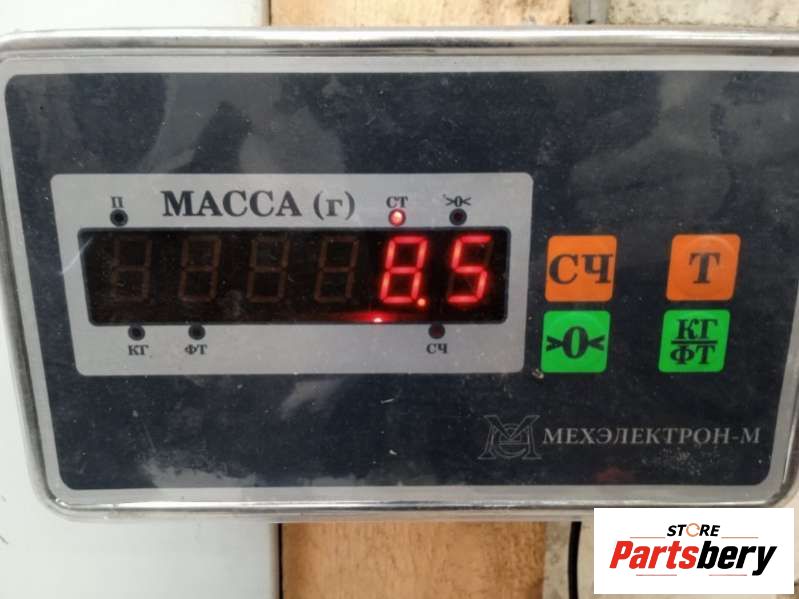 П МАССА (г) СТ >0<
8.5
КГ ФТ СЧ
СЧ Т
>0< КГ/ФТ
МЕХЭЛЕКТРОН-М
STORE
Partsbery